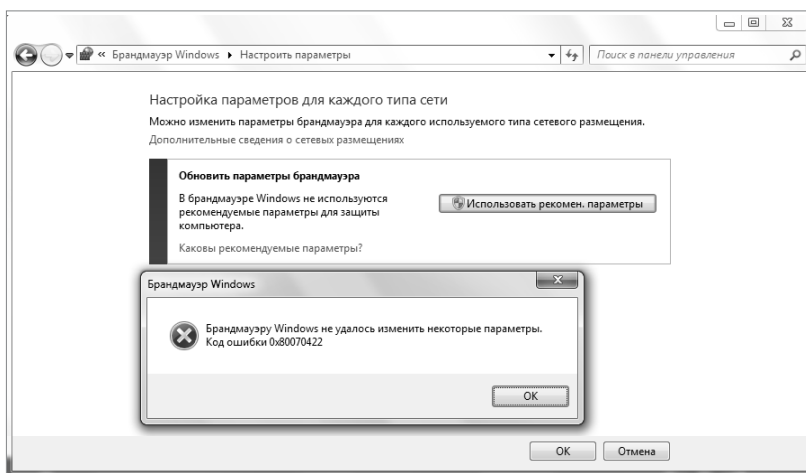 « Брандмауэр Windows ▸ Настроить параметры
Поиск в панели управления
Настройка параметров для каждого типа сети
Можно изменить параметры брандмауэра для каждого используемого типа сетевого размещения.
Дополнительные сведения о сетевых размещениях
Обновить параметры брандмауэра
В брандмауэре Windows не используются
рекомендуемые параметры для защиты
компьютера.
Использовать рекомен. параметры
Каковы рекомендуемые параметры?
Брандмауэр Windows
Брандмауэру Windows не удалось изменить некоторые параметры.
Код ошибки 0x80070422
ОК
ОК
Отмена